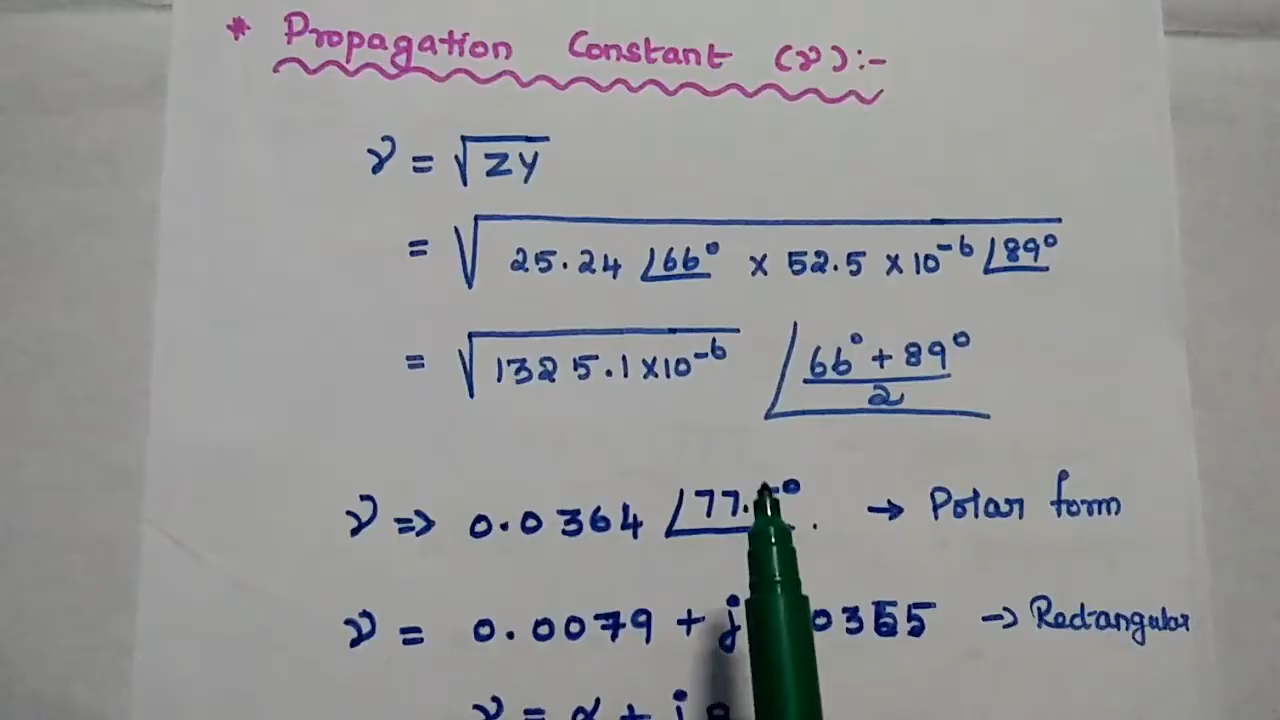 * Propagation Constant (γ):-
γ = √ZY
= √25.24 ∠66° × 52.5 × 10⁻⁶ ∠89°
= √1325.1 × 10⁻⁶ ∠66° + 89° / 2
γ ⇒ 0.0364 ∠77. ° . → Polar form
γ = 0.0079 + j 0355 → Rectangular
γ = α + j